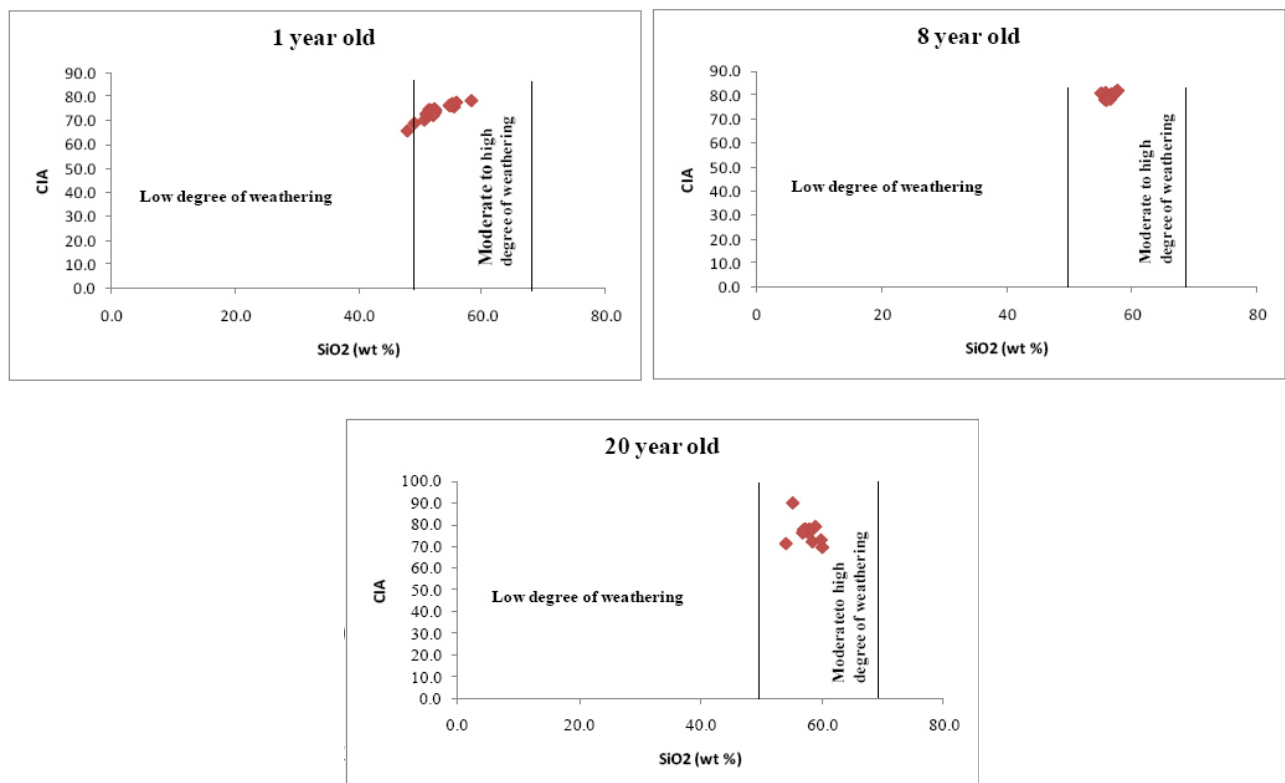 1 year old
90.0
80.0
70.0
60.0
50.0
40.0
30.0
20.0
10.0
0.0
CIA
Low degree of weathering
Moderate to high
degree of weathering
0.0 20.0 40.0 60.0 80.0
SiO2 (wt %)
8 year old
90.0
80.0
70.0
60.0
50.0
40.0
30.0
20.0
10.0
0.0
CIA
Low degree of weathering
Moderate to high
degree of weathering
0 20 40 60 80
SiO2 (wt %)
20 year old
100.0
90.0
80.0
70.0
60.0
50.0
40.0
30.0
20.0
10.0
0.0
CIA
Low degree of weathering
Moderateto high
degree of weathering
0.0 20.0 40.0 60.0 80.0
SiO2 (wt %)